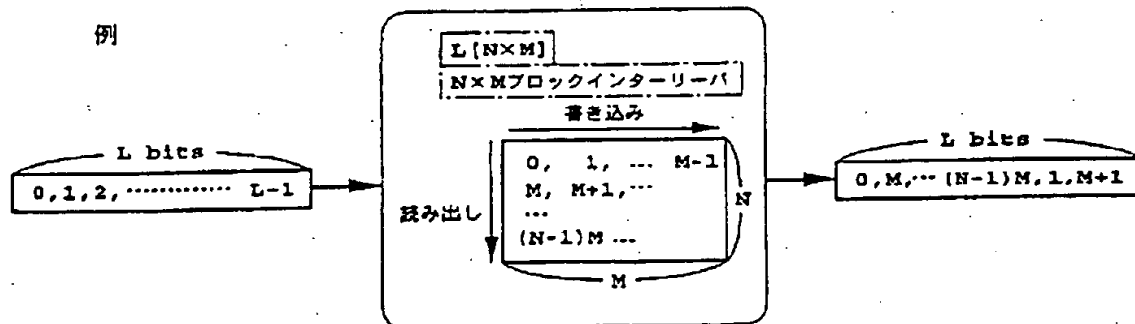 例
L[N×M]
N×Mブロックインターリーバ
書き込み
L bits
0,1,2,………… L-1
読み出し
0, 1, … M-1
M, M+1,…
…
(N-1)M …
N
M
L bits
0,M,…(N-1)M,1,M+1